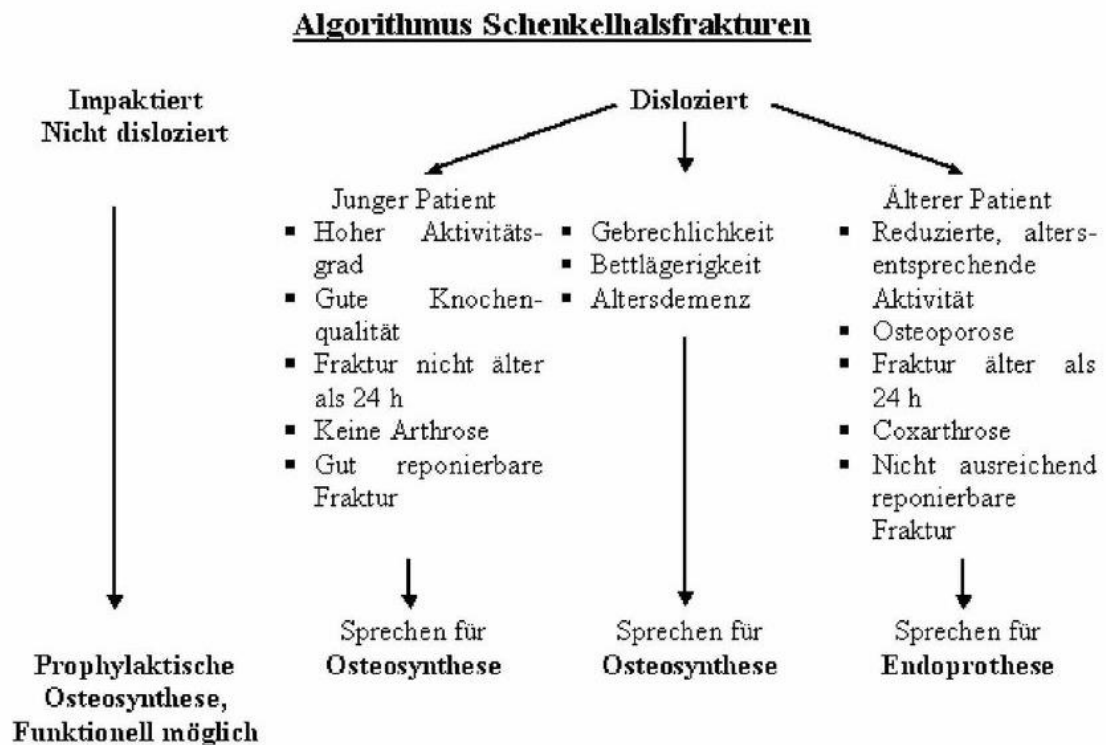 Algorithmus Schenkelhalsfrakturen
Impaktiert
Nicht disloziert
Prophylaktische
Osteosynthese,
Funktionell möglich
Disloziert
Junger Patient
▪ Hoher Aktivitäts-
grad
▪ Gute Knochen-
qualität
▪ Fraktur nicht älter
als 24 h
▪ Keine Arthrose
▪ Gut reponierbare
Fraktur
Sprechen für
Osteosynthese
▪ Gebrechlichkeit
▪ Bettlägerigkeit
▪ Altersdemenz
Sprechen für
Osteosynthese
Älterer Patient
▪ Reduzierte, alters-
entsprechende
Aktivität
▪ Osteoporose
▪ Fraktur älter als
24 h
▪ Coxarthrose
▪ Nicht ausreichend
reponierbare
Fraktur
Sprechen für
Endoprothese